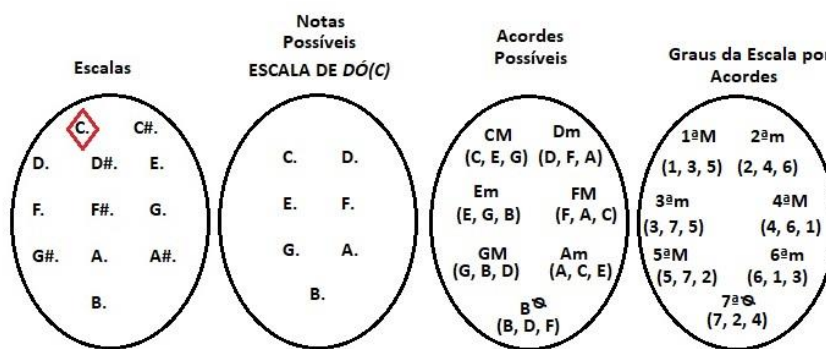 Escalas
C. C#.
D. D#. E.
F. F#. G.
G#. A. A#.
B.
Notas
Possíveis
ESCALA DE DÓ(C)
C. D.
E. F.
G. A.
B.
Acordes
Possíveis
CM Dm
(C, E, G) (D, F, A)
Em FM
(E, G, B) (F, A, C)
GM Am
(G, B, D) (A, C, E)
Bᴓ
(B, D, F)
Graus da Escala por
Acordes
1ªM 2ªm
(1, 3, 5) (2, 4, 6)
3ªm 4ªM
(3, 7, 5) (4, 6, 1)
5ªM 6ªm
(5, 7, 2) (6, 1, 3)
7ªᴓ
(7, 2, 4)